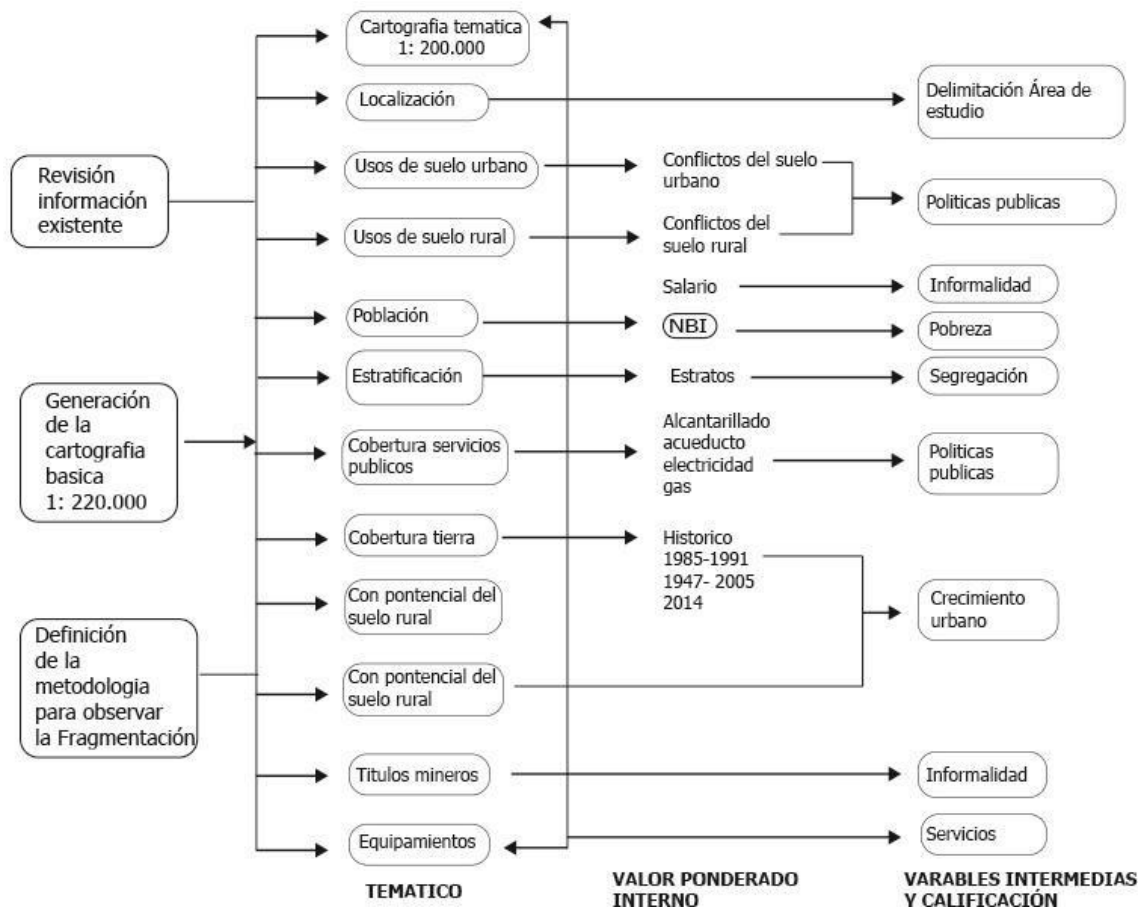 Revisión
información
existente
Generación
de la
cartografia
basica
1: 220.000
Definición
de la
metodologia
para observar
la Fragmentación
Cartografia tematica
1: 200.000
Localización
Usos de suelo urbano
Usos de suelo rural
Población
Estratificación
Cobertura servicios
publicos
Cobertura tierra
Con pontencial del
suelo rural
Con pontencial del
suelo rural
Titulos mineros
Equipamientos
TEMATICO
Conflictos del suelo
urbano
Conflictos del
suelo rural
Salario
NBI
Estratos
Alcantarillado
acueducto
electricidad
gas
Historico
1985-1991
1947- 2005
2014
VALOR PONDERADO
INTERNO
Delimitación Área de
estudio
Politicas publicas
Informalidad
Pobreza
Segregación
Politicas
publicas
Crecimiento
urbano
Informalidad
Servicios
VARIABLES INTERMEDIAS
Y CALIFICACIÓN